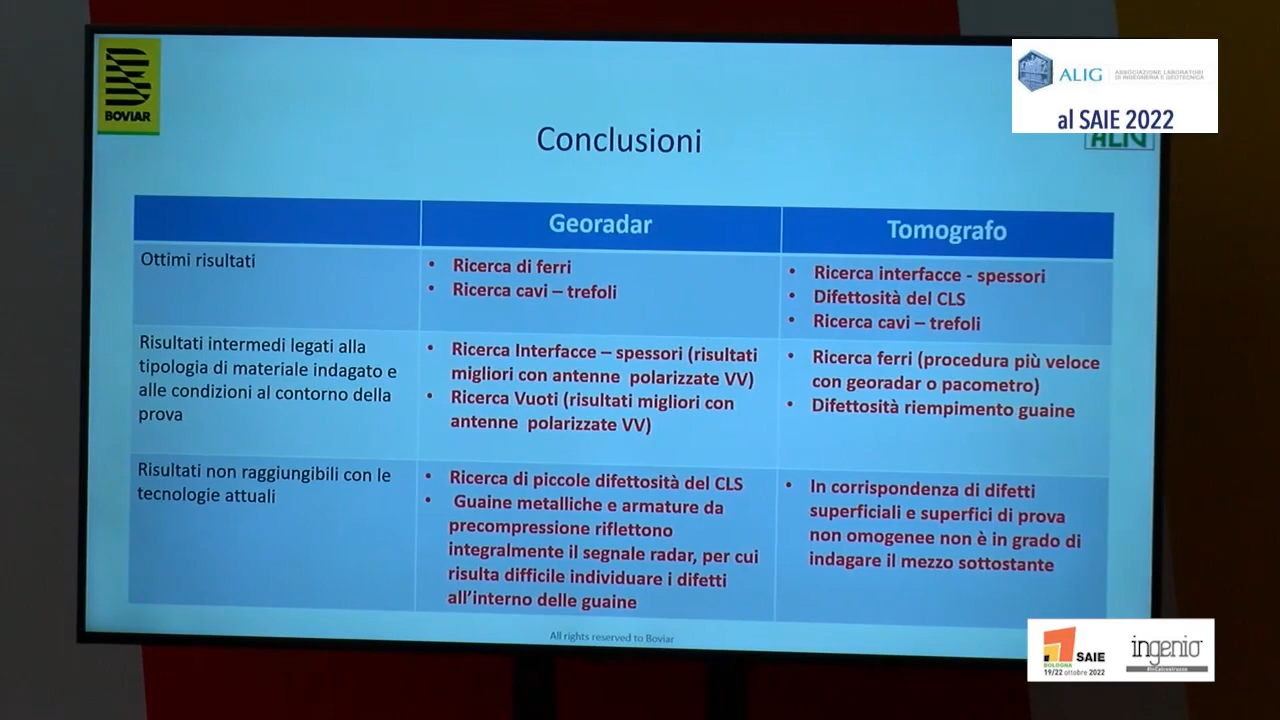 BOVIAR
ALIG
ASSOCIAZIONE LABORATORI
DI INGEGNERIA E GEOTECNICA
al SAIE 2022
Conclusioni
Georadar
Tomografo
Ottimi risultati
• Ricerca di ferri
• Ricerca cavi – trefoli
• Ricerca interfacce - spessori
• Difettosità del CLS
• Ricerca cavi – trefoli
Risultati intermedi legati alla
tipologia di materiale indagato e
alle condizioni al contorno della
prova
• Ricerca Interfacce – spessori (risultati
migliori con antenne polarizzate VV)
• Ricerca Vuoti (risultati migliori con
antenne polarizzate VV)
• Ricerca ferri (procedura più veloce
con georadar o pacometro)
• Difettosità riempimento guaine
Risultati non raggiungibili con le
tecnologie attuali
• Ricerca di piccole difettosità del CLS
• Guaine metalliche e armature da
precompressione riflettono
integralmente il segnale radar, per cui
risulta difficile individuare i difetti
all'interno delle guaine
• In corrispondenza di difetti
superficiali e superfici di prova
non omogenee non è in grado di
indagare il mezzo sottostante
All rights reserved to Boviar
SAIE
BOLOGNA
19/22 ottobre 2022
ingenio
#InCalcestruzzo